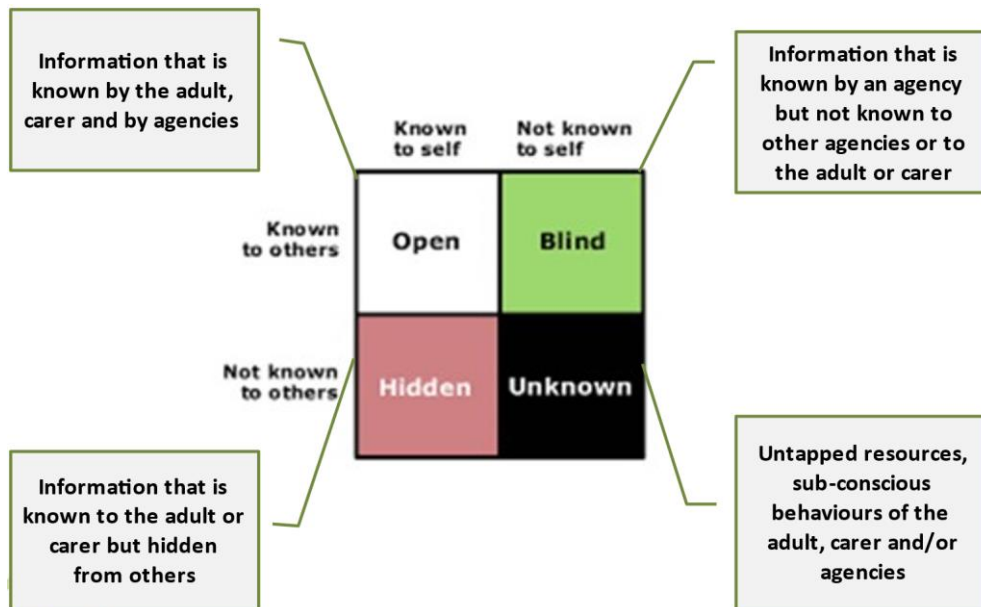 Information that is
known by the adult,
carer and by agencies
Information that is
known by an agency
but not known to
other agencies or to
the adult or carer
Known
to self
Not known
to self
Known
to others
Open
Blind
Not known
to others
Hidden
Unknown
Information that is
known to the adult or
carer but hidden
from others
Untapped resources,
sub-conscious
behaviours of the
adult, carer and/or
agencies